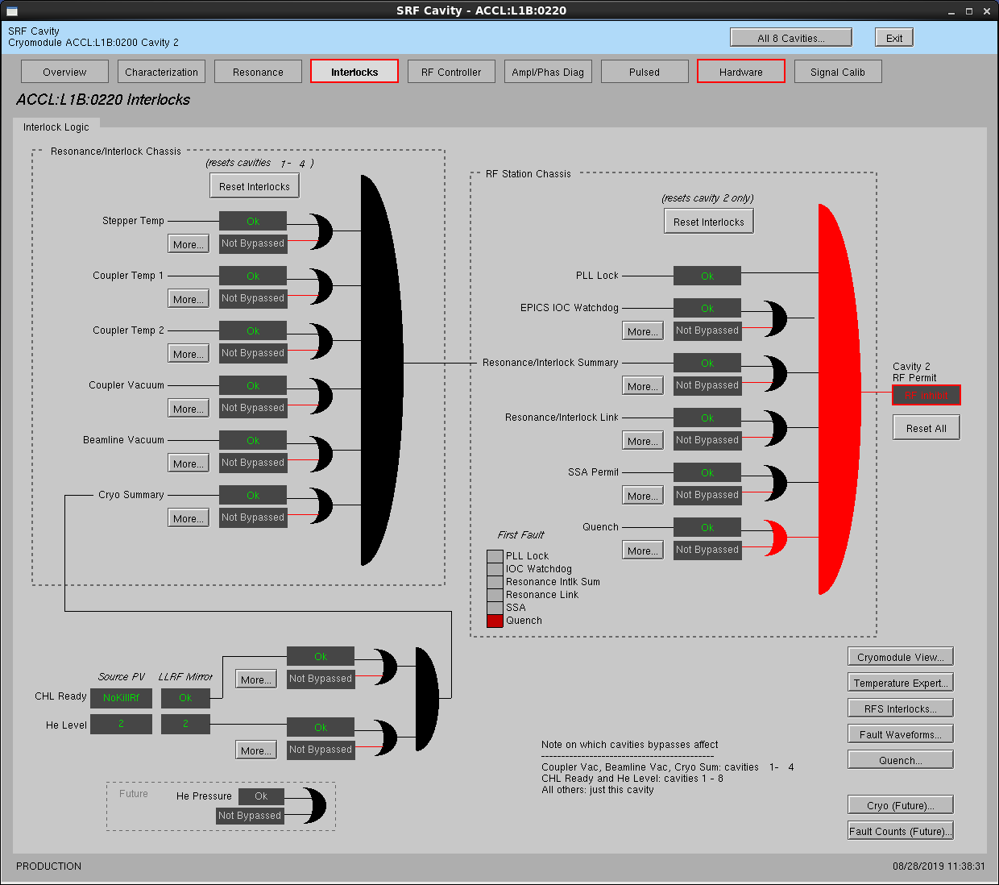 SRF Cavity - ACCL:L1B:0220
SRF Cavity
Cryomodule ACCL:L1B:0200 Cavity 2
All 8 Cavities...
Exit
Overview
Characterization
Resonance
Interlocks
RF Controller
Ampl/Phas Diag
Pulsed
Hardware
Signal Calib
ACCL:L1B:0220 Interlocks
Interlock Logic
Resonance/Interlock Chassis
(resets cavities 1- 4 )
Reset Interlocks
Stepper Temp
Ok
More...
Not Bypassed
Coupler Temp 1
Ok
More...
Not Bypassed
Coupler Temp 2
Ok
More...
Not Bypassed
Coupler Vacuum
Ok
More...
Not Bypassed
Beamline Vacuum
Ok
More...
Not Bypassed
Cryo Summary
Ok
More...
Not Bypassed
RF Station Chassis
(resets cavity 2 only)
Reset Interlocks
PLL Lock
Ok
EPICS IOC Watchdog
Ok
More...
Not Bypassed
Resonance/Interlock Summary
Ok
More...
Not Bypassed
Resonance/Interlock Link
Ok
More...
Not Bypassed
SSA Permit
Ok
More...
Not Bypassed
Quench
Ok
More...
Not Bypassed
First Fault
PLL Lock
IOC Watchdog
Resonance Intlk Sum
Resonance Link
SSA
Quench
Cavity 2
RF Permit
RF Inhibit
Reset All
Source PV
LLRF Mirror
Ok
More...
Not Bypassed
CHL Ready
NoKillRf
Ok
He Level
2
2
Ok
More...
Not Bypassed
Future
He Pressure
Ok
Not Bypassed
Note on which cavities bypasses affect
-------------------------------------------
Coupler Vac, Beamline Vac, Cryo Sum: cavities 1- 4
CHL Ready and He Level: cavities 1 - 8
All others: just this cavity
Cryomodule View...
Temperature Expert...
RFS Interlocks...
Fault Waveforms...
Quench...
Cryo (Future)...
Fault Counts (Future)...
PRODUCTION
08/28/2019 11:38:31